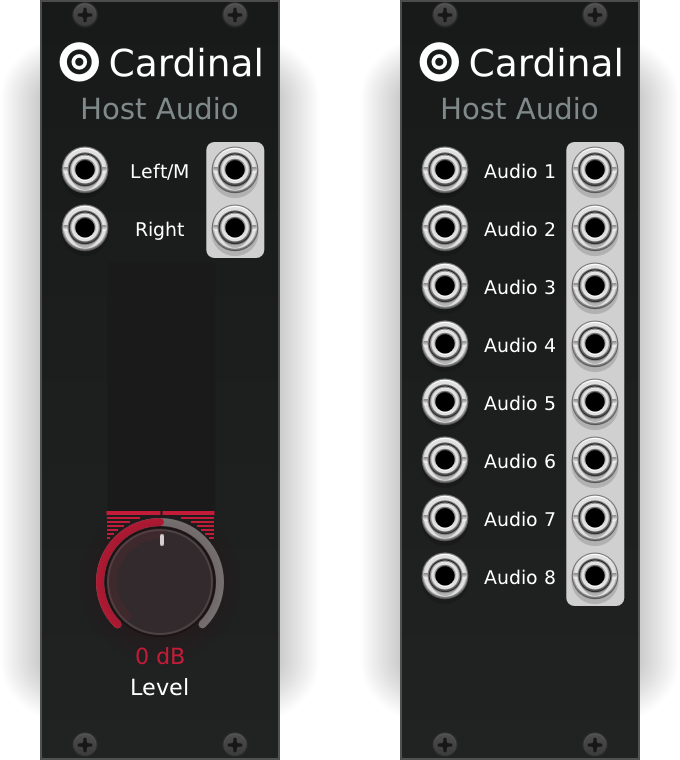 Cardinal
Host Audio
Left/M
Right
0 dB
Level
Cardinal
Host Audio
Audio 1
Audio 2
Audio 3
Audio 4
Audio 5
Audio 6
Audio 7
Audio 8